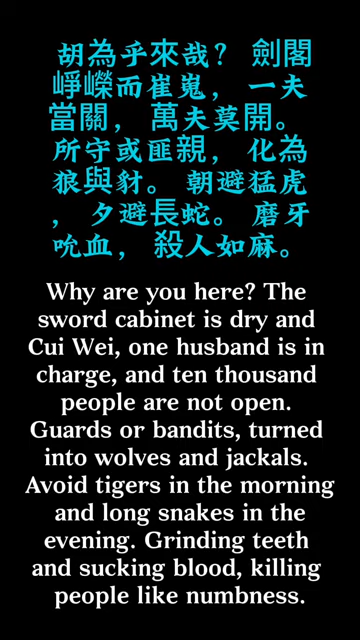 胡為乎來哉？ 劍閣
崢嶸而崔嵬， 一夫
當關， 萬夫莫開。
所守或匪親， 化為
狼與豺。 朝避猛虎
， 夕避長蛇。 磨牙
吮血， 殺人如麻。
Why are you here? The
sword cabinet is dry and
Cui Wei, one husband is in
charge, and ten thousand
people are not open.
Guards or bandits, turned
into wolves and jackals.
Avoid tigers in the morning
and long snakes in the
evening. Grinding teeth
and sucking blood, killing
people like numbness.